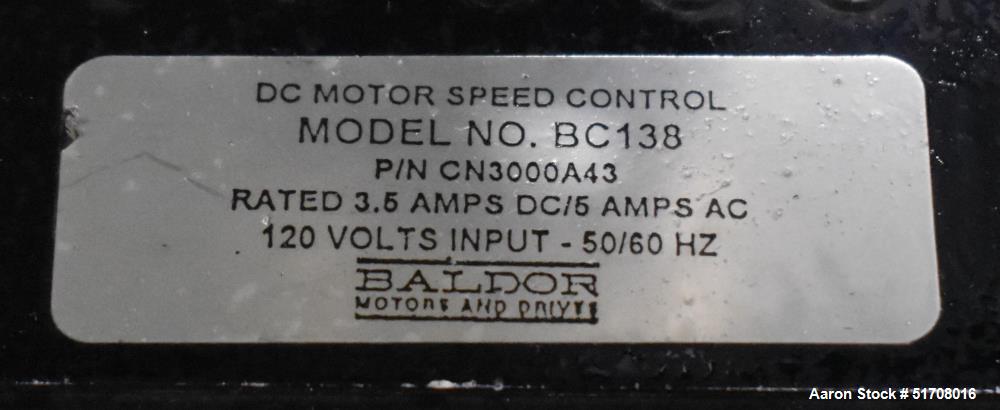 DC MOTOR SPEED CONTROL
MODEL NO. BC138
P/N CN3000A43
RATED 3.5 AMPS DC/5 AMPS AC
120 VOLTS INPUT - 50/60 HZ
BALDOR
MOTORS AND DRIVES
Aaron Stock # 51708016